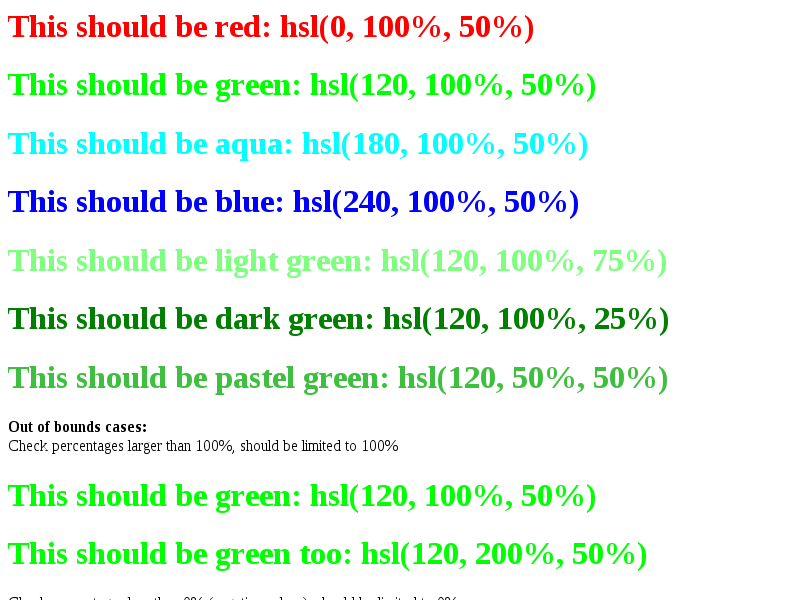 This should be red: hsl(0, 100%, 50%)
This should be green: hsl(120, 100%, 50%)
This should be aqua: hsl(180, 100%, 50%)
This should be blue: hsl(240, 100%, 50%)
This should be light green: hsl(120, 100%, 75%)
This should be dark green: hsl(120, 100%, 25%)
This should be pastel green: hsl(120, 50%, 50%)
Out of bounds cases:
Check percentages larger than 100%, should be limited to 100%
This should be green: hsl(120, 100%, 50%)
This should be green too: hsl(120, 200%, 50%)